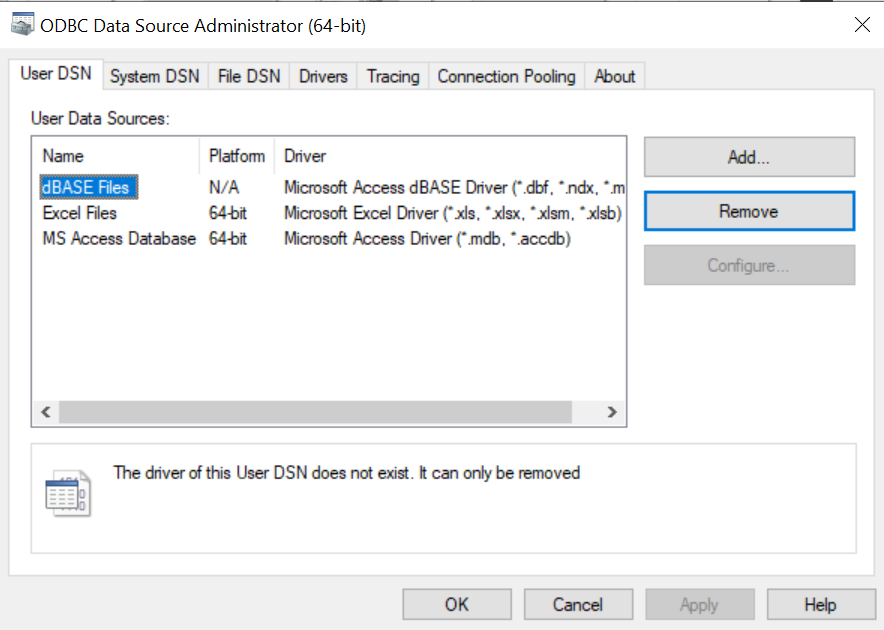 ODBC Data Source Administrator (64-bit)
User DSN System DSN File DSN Drivers Tracing Connection Pooling About
User Data Sources:
Name Platform Driver
dBASE Files N/A Microsoft Access dBASE Driver (*.dbf, *.ndx, *.m
Excel Files 64-bit Microsoft Excel Driver (*.xls, *.xlsx, *.xlsm, *.xlsb)
MS Access Database 64-bit Microsoft Access Driver (*.mdb, *.accdb)
Add...
Remove
Configure...
The driver of this User DSN does not exist. It can only be removed
OK Cancel Apply Help